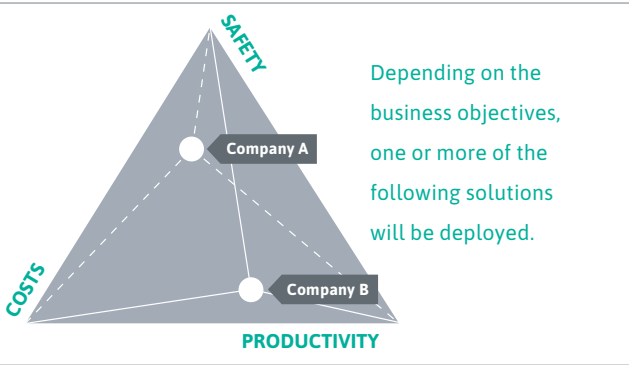 SAFETY
Company A
COSTS
Company B
PRODUCTIVITY
Depending on the
business objectives,
one or more of the
following solutions
will be deployed.